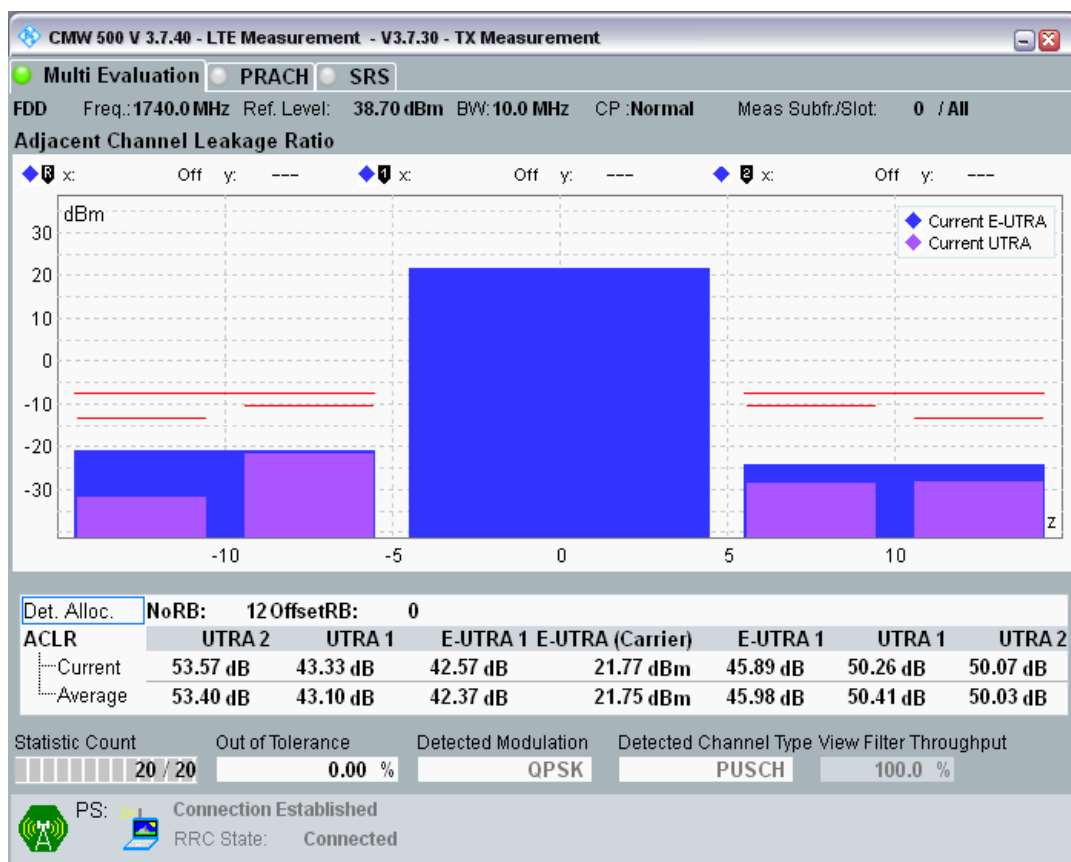 CMW 500 V 3.7.40 - LTE Measurement - V3.7.30 - TX Measurement
Multi Evaluation PRACH SRS
FDD Freq.: 1740.0 MHz Ref. Level: 38.70 dBm BW: 10.0 MHz CP :Normal Meas Subfr./Slot: 0 / All
Adjacent Channel Leakage Ratio
R x: Off y: --- 1 x: Off y: --- 2 x: Off y: ---
dBm
Current E-UTRA
Current UTRA
30
20
10
0
-10
-20
-30
z
-10 -5 0 5 10
Det. Alloc. NoRB: 12 OffsetRB: 0
ACLR UTRA 2 UTRA 1 E-UTRA 1 E-UTRA (Carrier) E-UTRA 1 UTRA 1 UTRA 2
Current 53.57 dB 43.33 dB 42.57 dB 21.77 dBm 45.89 dB 50.26 dB 50.07 dB
Average 53.40 dB 43.10 dB 42.37 dB 21.75 dBm 45.98 dB 50.41 dB 50.03 dB
Statistic Count Out of Tolerance Detected Modulation Detected Channel Type View Filter Throughput
20 / 20 0.00 % QPSK PUSCH 100.0 %
PS: Connection Established
RRC State: Connected